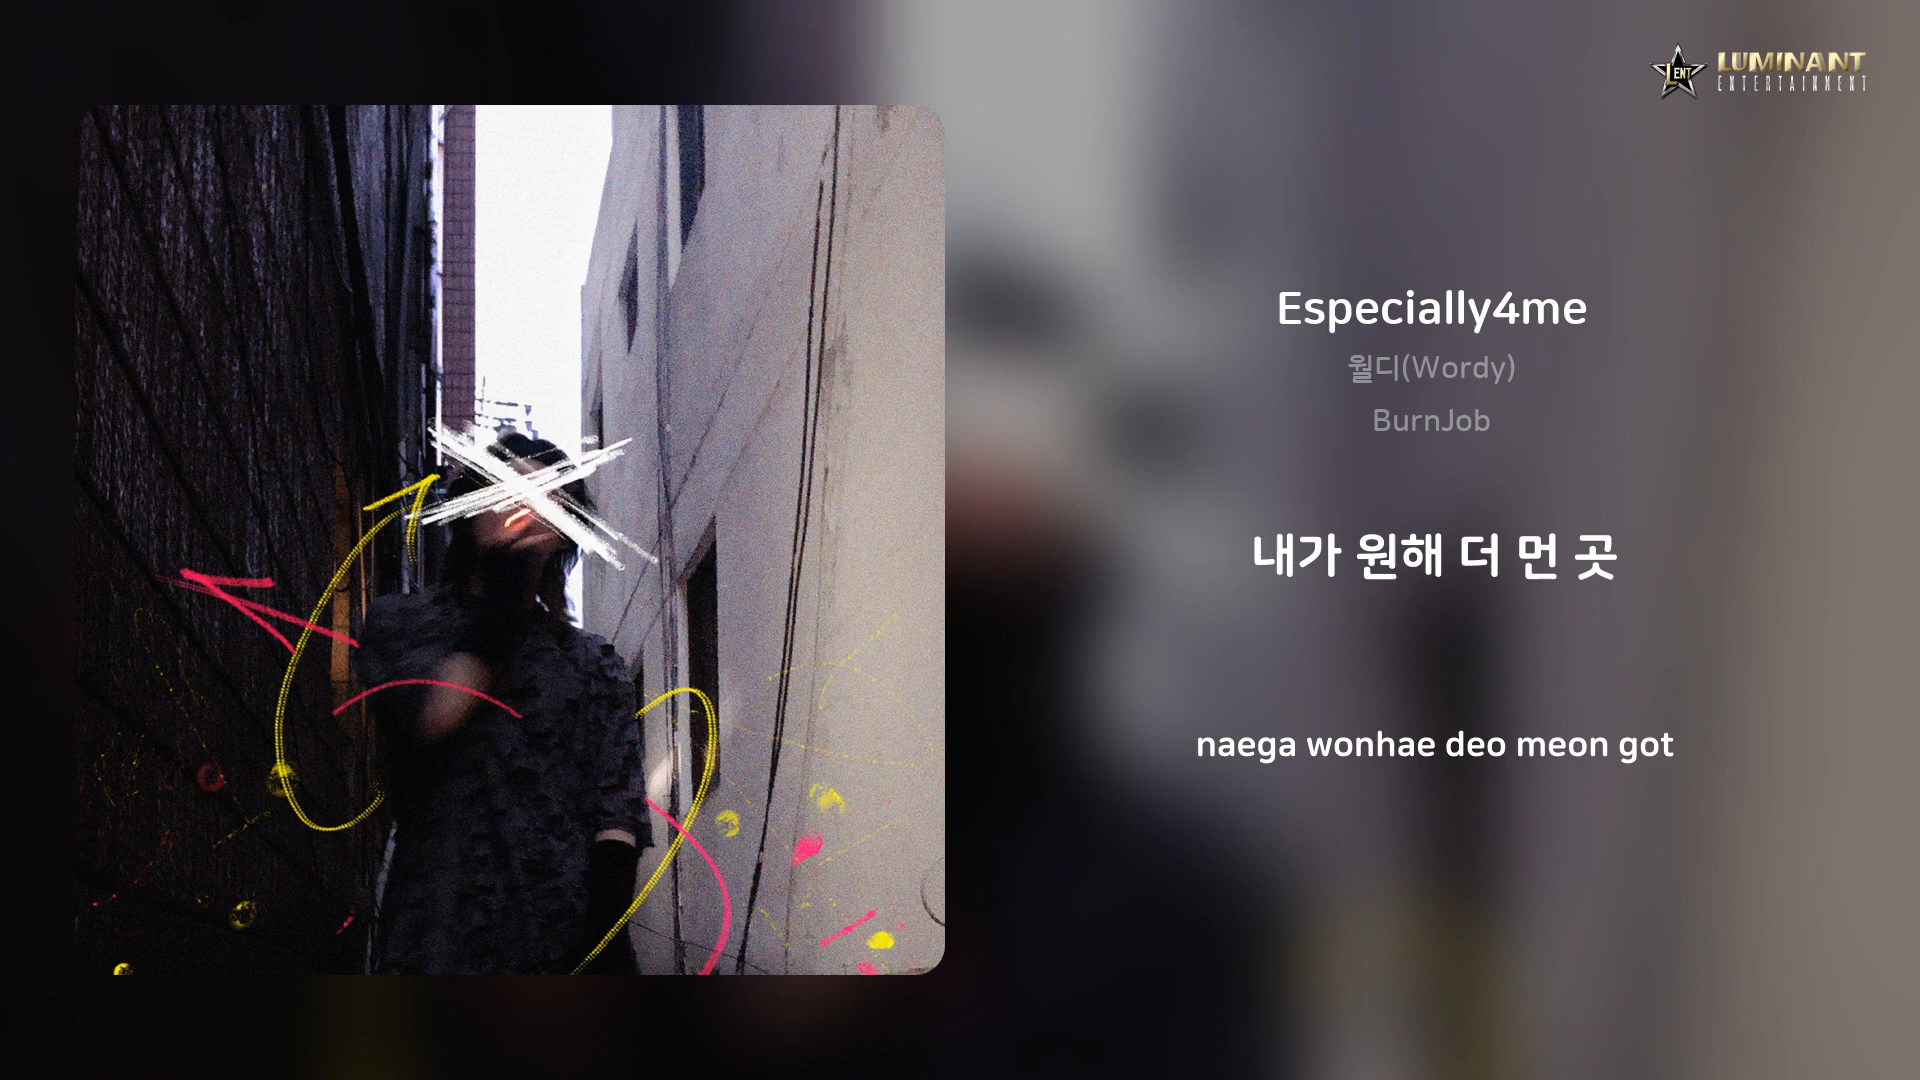 LENT
LUMINANT
ENTERTAINMENT
Especially4me
월디(Wordy)
BurnJob
내가 원해 더 먼 곳
naega wonhae deo meon got